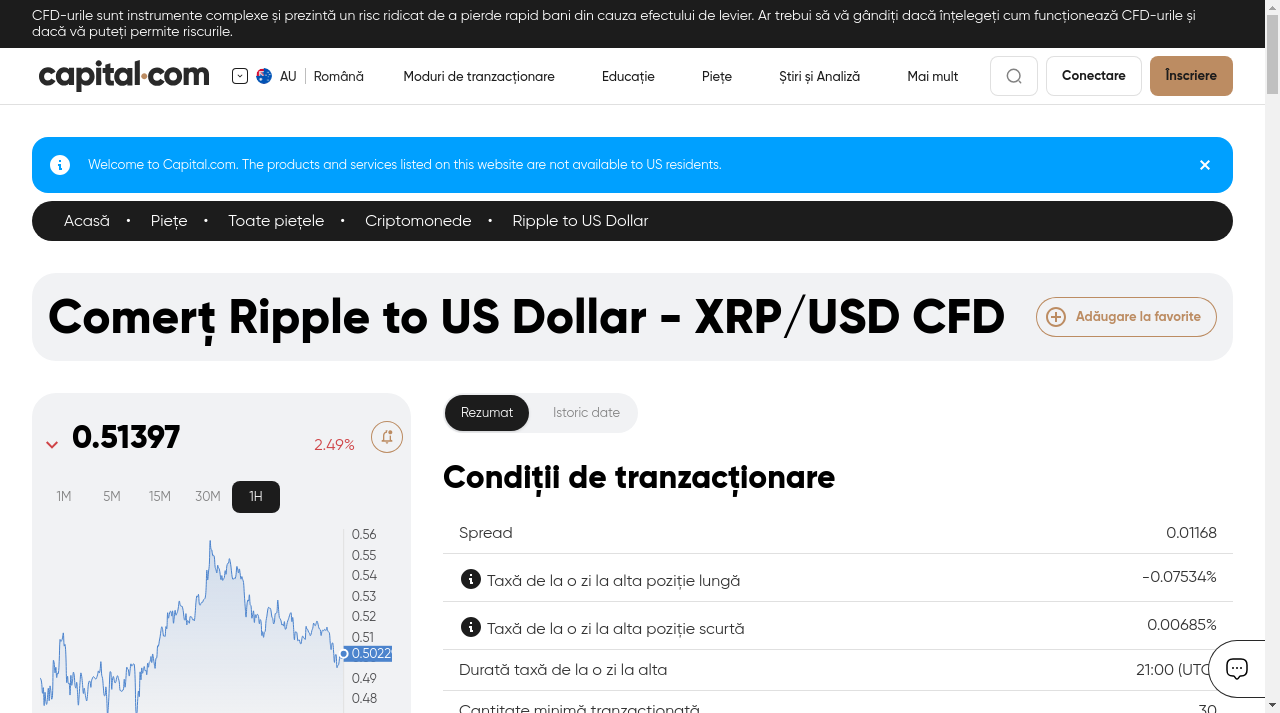 CFD-urile sunt instrumente complexe și prezintă un risc ridicat de a pierde rapid bani din cauza efectului de levier. Ar trebui să vă gândiți dacă înțelegeți cum funcționează CFD-urile și
dacă vă puteți permite riscurile.
capital.com
AU
Română
Moduri de tranzacționare
Educație
Piețe
Știri și Analiză
Mai mult
Conectare
Înscriere
Welcome to Capital.com. The products and services listed on this website are not available to US residents.
Acasă • Piețe • Toate piețele • Criptomonede • Ripple to US Dollar
Comerț Ripple to US Dollar - XRP/USD CFD
Adăugare la favorite
0.51397
2.49%
1M 5M 15M 30M 1H
0.56
0.55
0.54
0.53
0.52
0.51
0.5022
0.49
0.48
Rezumat
Istoric date
Condiții de tranzacționare
Spread 0.01168
Taxă de la o zi la alta poziție lungă -0.07534%
Taxă de la o zi la alta poziție scurtă 0.00685%
Durată taxă de la o zi la alta 21:00 (UTC)
Cantitate minimă tranzacționată 30